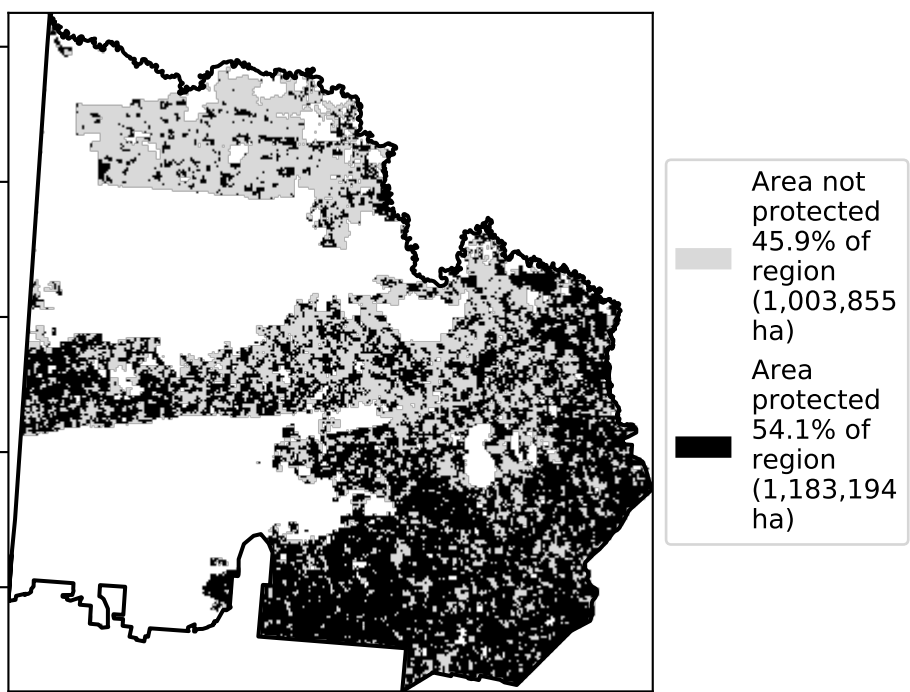 Area not
protected
45.9% of
region
(1,003,855
ha)
Area
protected
54.1% of
region
(1,183,194
ha)